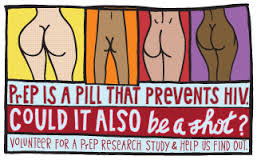 PrEP IS A PILL THAT PREVENTS HIV.
COULD IT ALSO be a shot?
VOLUNTEER FOR A PrEP RESEARCH STUDY & HELP US FIND OUT.